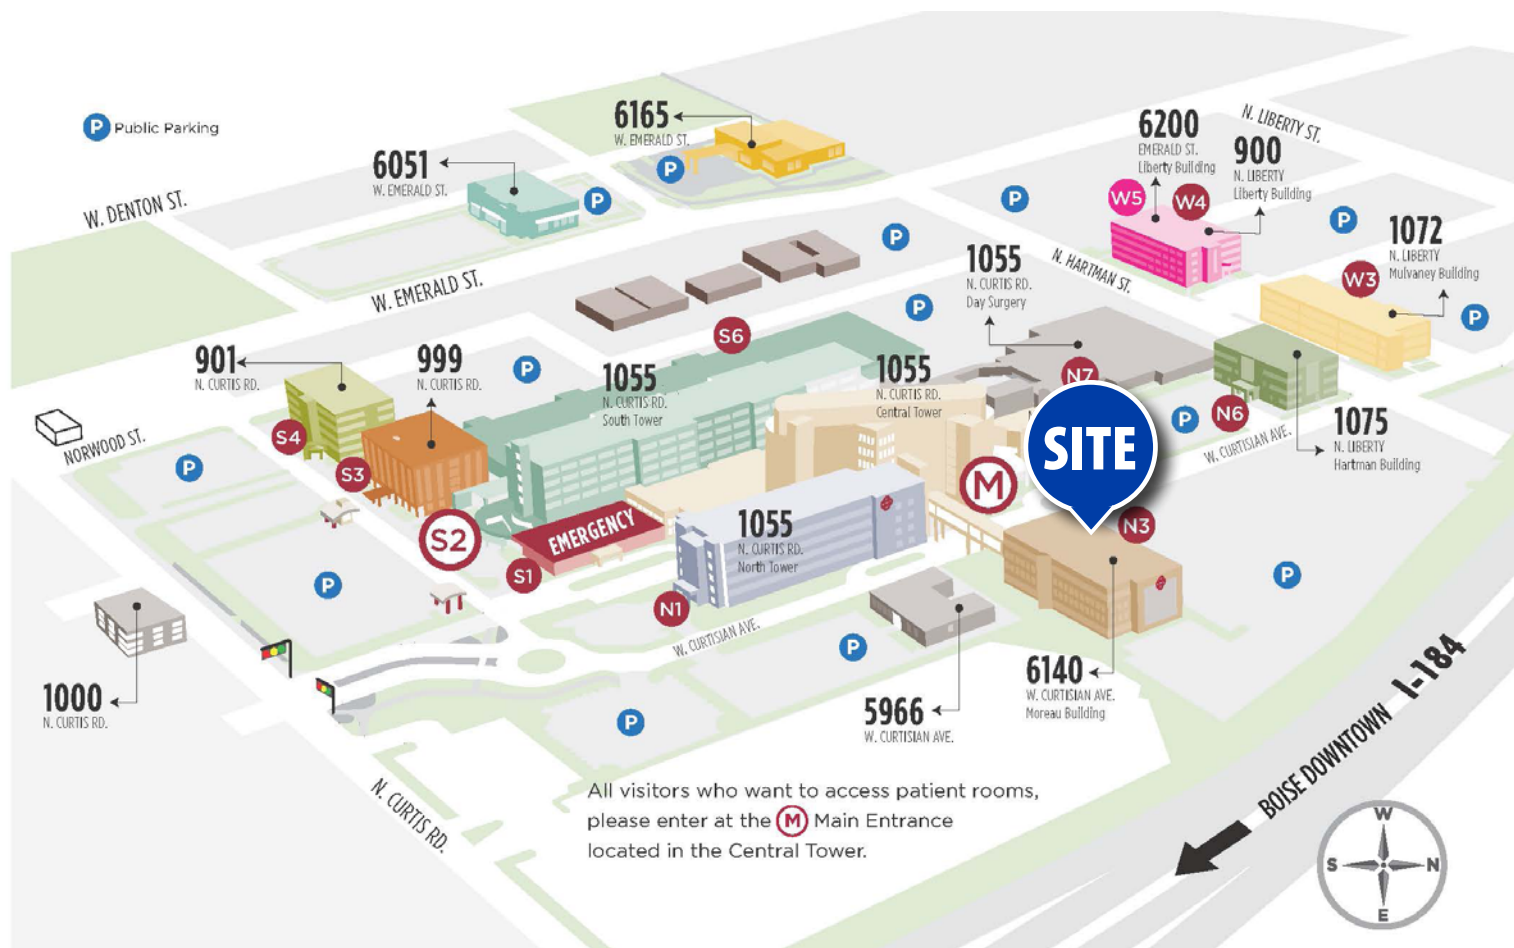 P Public Parking
6165
W. EMERALD ST.
P
6051
W. EMERALD ST.
P
W. DENTON ST.
6200
EMERALD ST.
Liberty Building
900
N. LIBERTY
Liberty Building
N. LIBERTY ST.
W5
W4
P
P
P
1072
N. LIBERTY
Mulvaney Building
W3
P
N. HARTMAN ST.
1055
N. CURTIS RD.
Day Surgery
W. EMERALD ST.
P
S6
901
N. CURTIS RD.
999
N. CURTIS RD.
P
1055
N. CURTIS RD.
South Tower
1055
N. CURTIS RD.
Central Tower
N7
N6
P
W. CURTISIAN AVE.
1075
N. LIBERTY
Hartman Building
SITE
NORWOOD ST.
S4
S3
P
M
S2
EMERGENCY
1055
N. CURTIS RD.
North Tower
N3
S1
P
P
N1
W. CURTISIAN AVE.
P
1000
N. CURTIS RD.
6140
W. CURTISIAN AVE.
Moreau Building
5966
W. CURTISIAN AVE.
P
N. CURTIS RD.
BOISE DOWNTOWN I-184
All visitors who want to access patient rooms,
please enter at the M Main Entrance
located in the Central Tower.
W
S
N
E